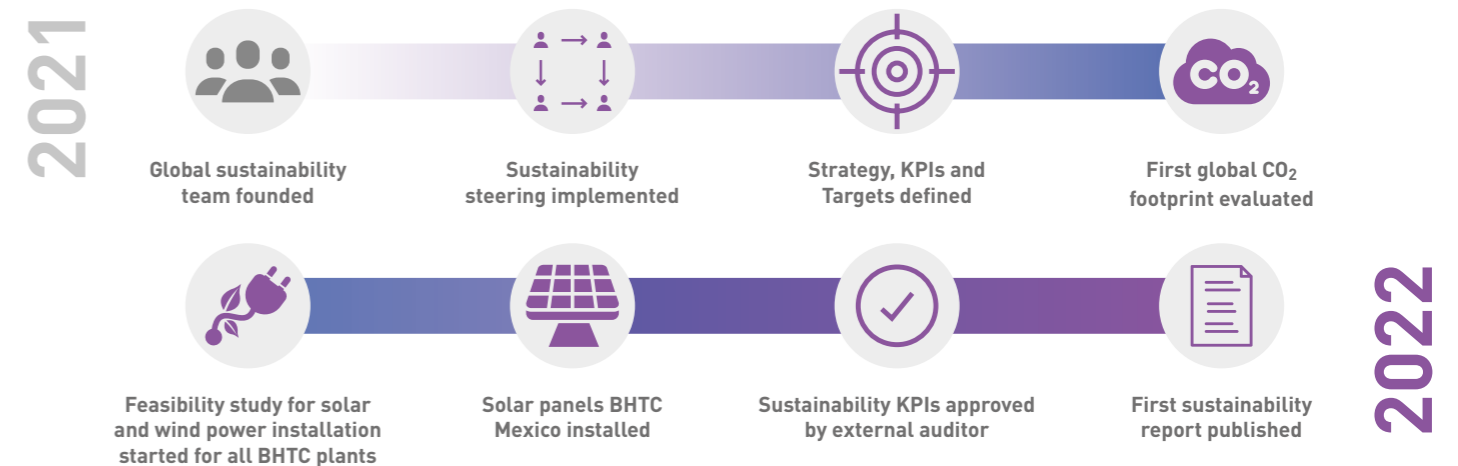 2021
CO2
Global sustainability
team founded
Sustainability
steering implemented
Strategy, KPIs and
Targets defined
First global CO2
footprint evaluated
2022
Feasibility study for solar
and wind power installation
started for all BHTC plants
Solar panels BHTC
Mexico installed
Sustainability KPIs approved
by external auditor
First sustainability
report published